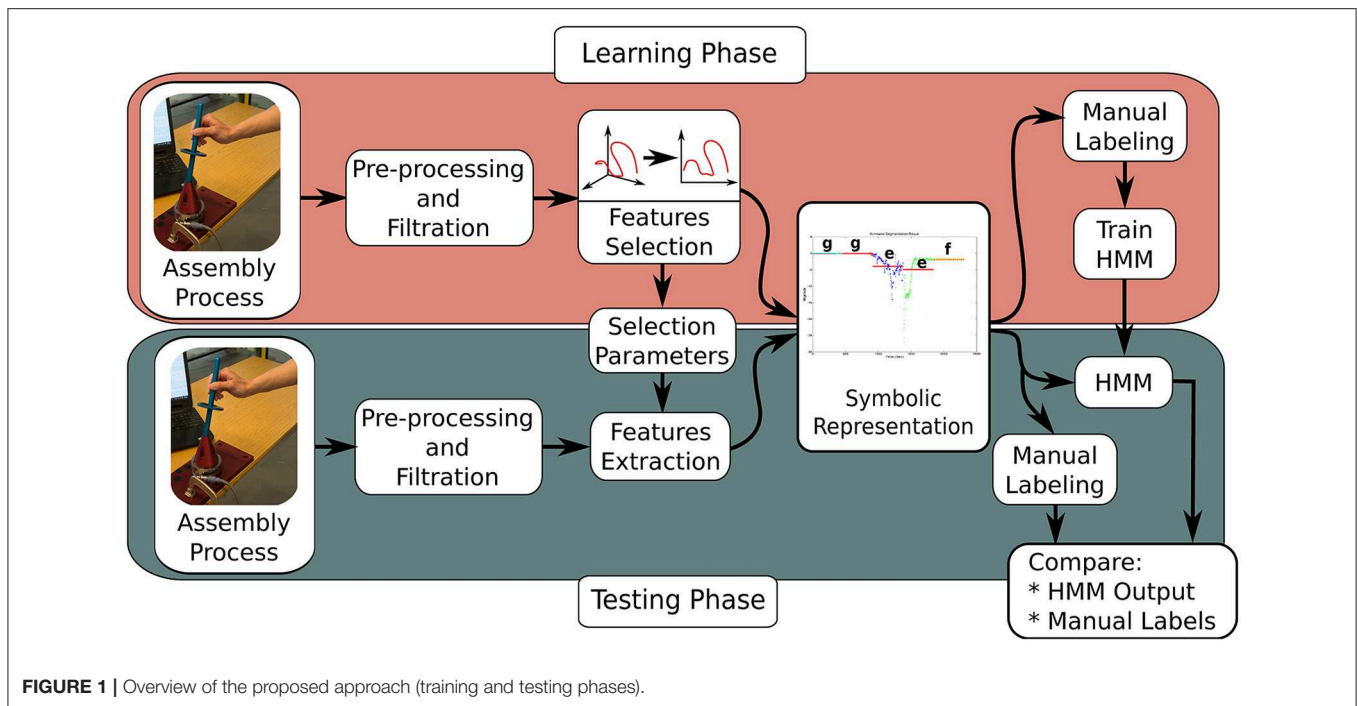 Learning Phase
Assembly
Process
Pre-processing
and
Filtration
Features
Selection
Manual
Labeling
Train
HMM
Selection
Parameters
g g e e f
Time (Sec)
Symbolic
Representation
Assembly
Process
Pre-processing
and
Filtration
Features
Extraction
HMM
Manual
Labeling
Compare:
* HMM Output
* Manual Labels
Testing Phase
FIGURE 1 | Overview of the proposed approach (training and testing phases).